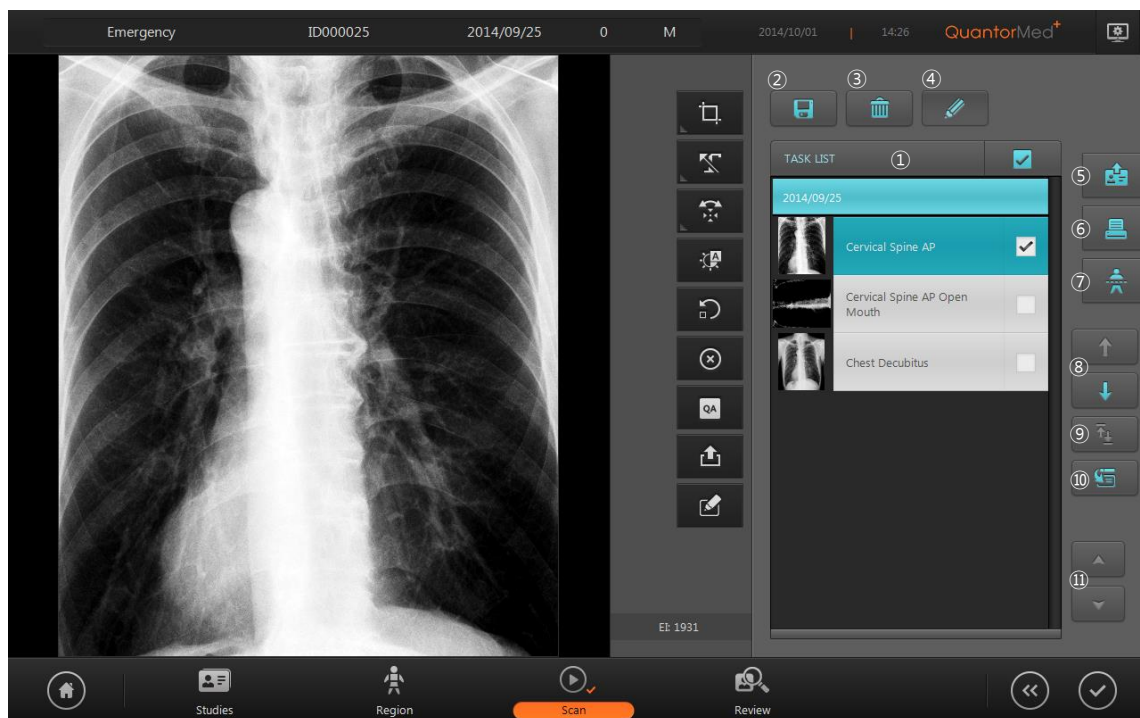 Emergency ID000025 2014/09/25 0 M 2014/10/01 | 14:26 QuantorMed+
② ③ ④
TASK LIST ①
2014/09/25
Cervical Spine AP
Cervical Spine AP Open
Mouth
Chest Decubitus
⑤
⑥
⑦
⑧
⑨
⑩
⑪
A
QA
EI: 1931
Studies Region Scan Review